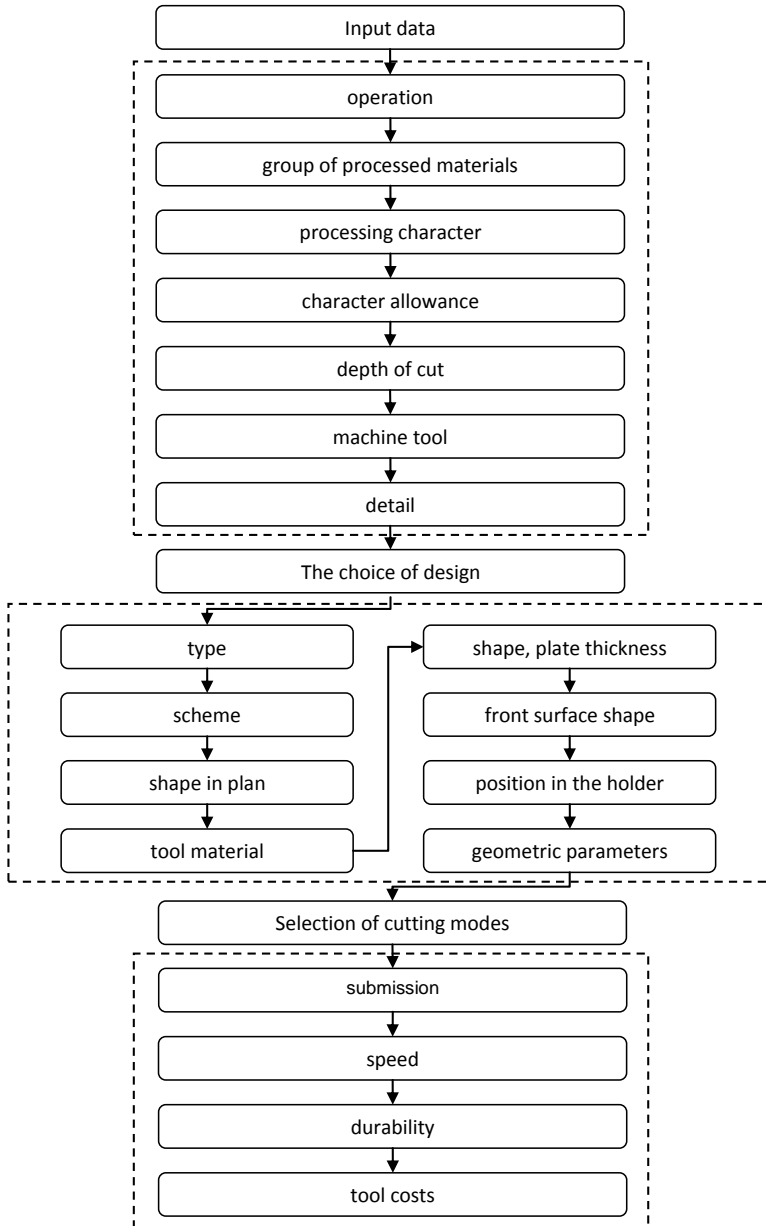 Input data
operation
group of processed materials
processing character
character allowance
depth of cut
machine tool
detail
The choice of design
type
scheme
shape in plan
tool material
shape, plate thickness
front surface shape
position in the holder
geometric parameters
Selection of cutting modes
submission
speed
durability
tool costs